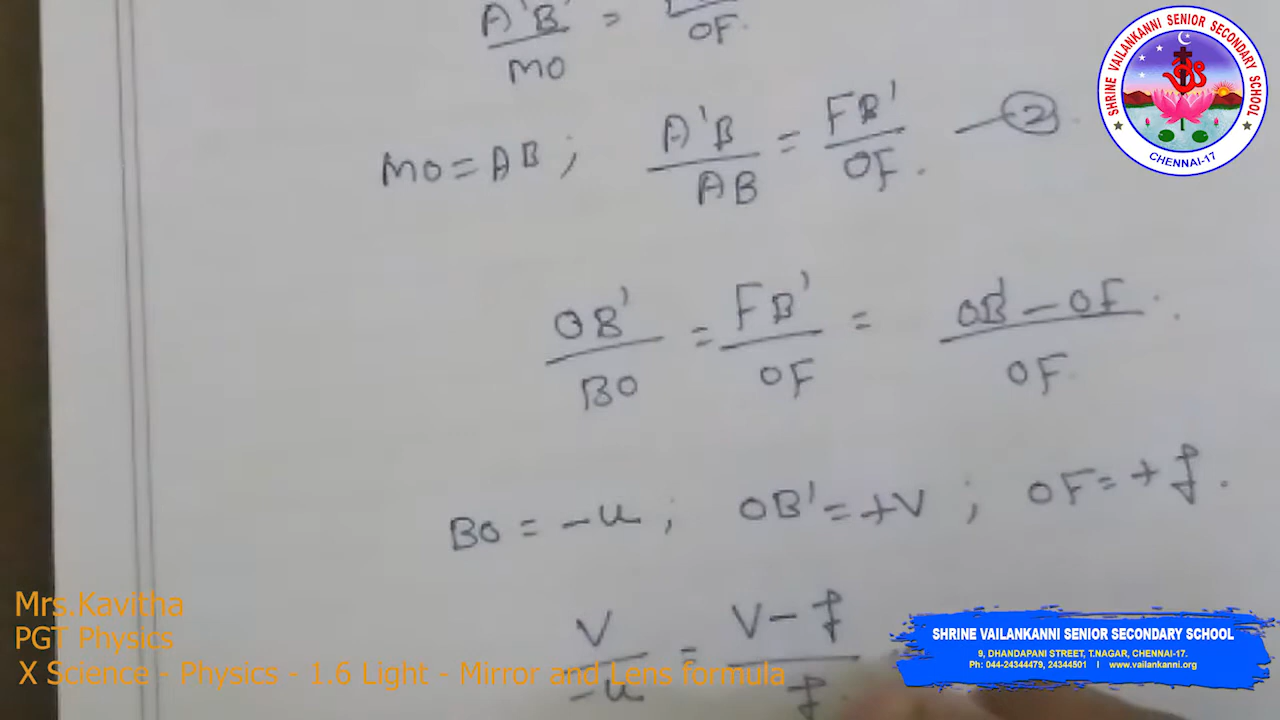 A'B' =
MO OF.
MO = AB ; A'B = FB' — 2
AB OF.
OB' = FB' = OB' - OF
BO OF OF.
BO = -u ; OB' = +V ; OF = + f.
V = V - f
-u f
Mrs.Kavitha
PGT Physics
X Science - Physics - 1.6 Light - Mirror and Lens formula
SHRINE VAILANKANNI SENIOR SECONDARY SCHOOL
CHENNAI-17
SHRINE VAILANKANNI SENIOR SECONDARY SCHOOL
9, DHANDAPANI STREET, T.NAGAR, CHENNAI-17.
Ph: 044-24344479, 24344501 | www.vailankanni.org